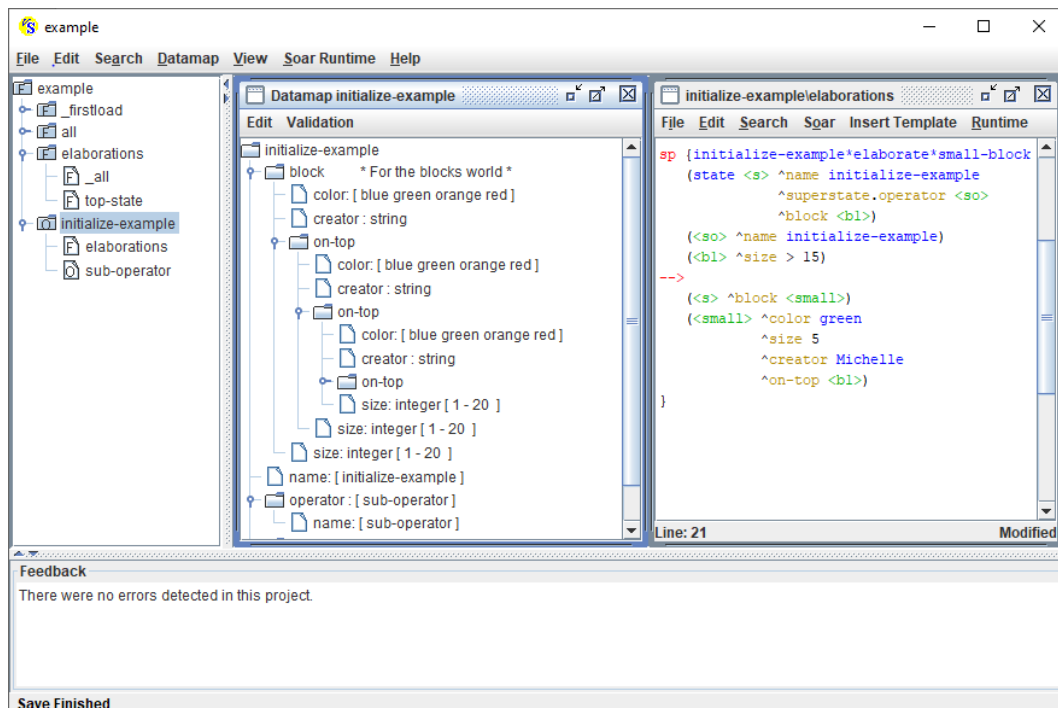 example
File Edit Search Datamap View Soar Runtime Help
example
_firstload
all
elaborations
_all
top-state
initialize-example
elaborations
sub-operator
Datamap initialize-example
Edit Validation
initialize-example
block * For the blocks world *
color: [ blue green orange red ]
creator : string
on-top
color: [ blue green orange red ]
creator : string
on-top
color: [ blue green orange red ]
creator : string
on-top
size: integer [ 1 - 20 ]
size: integer [ 1 - 20 ]
size: integer [ 1 - 20 ]
name: [ initialize-example ]
operator : [ sub-operator ]
name: [ sub-operator ]
initialize-example\elaborations
File Edit Search Soar Insert Template Runtime
sp {initialize-example*elaborate*small-block
(state <s> ^name initialize-example
^superstate.operator <so>
^block <bl>)
(<so> ^name initialize-example)
(<bl> ^size > 15)
-->
(<s> ^block <small>)
(<small> ^color green
^size 5
^creator Michelle
^on-top <bl>)
}
Line: 21 Modified
Feedback
There were no errors detected in this project.
Save Finished